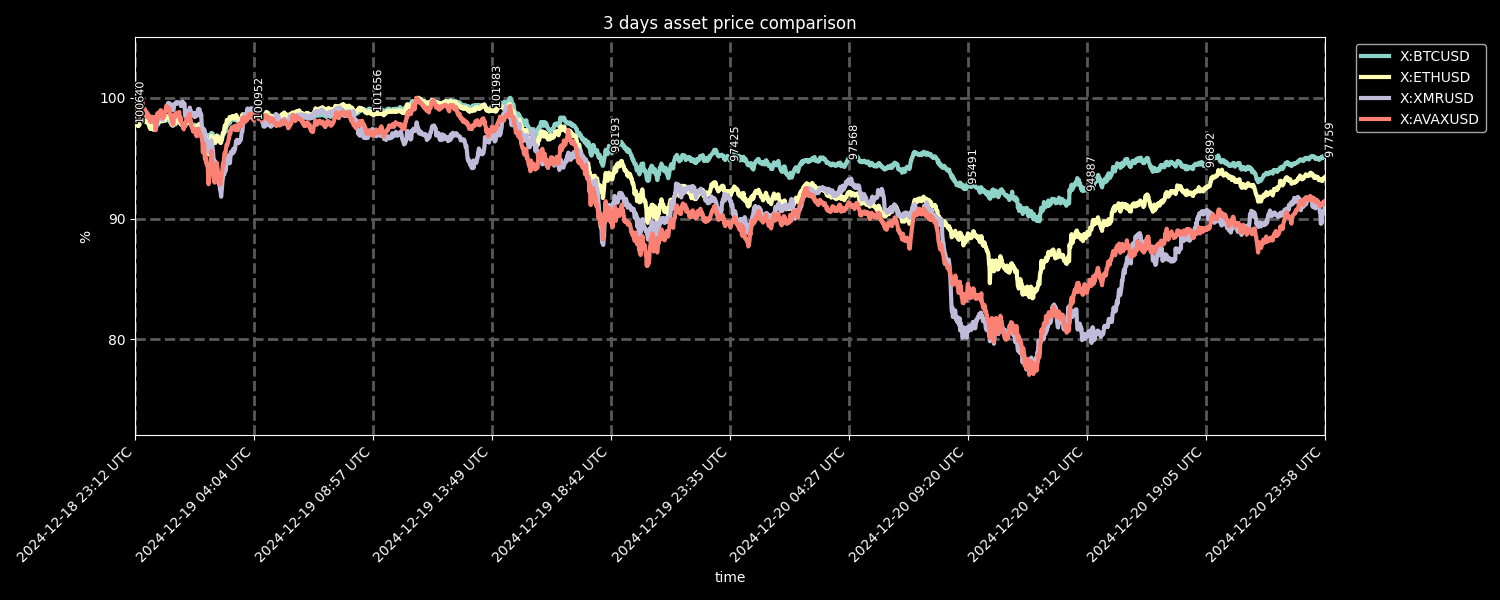 3 days asset price comparison
X:BTCUSD
X:ETHUSD
X:XMRUSD
X:AVAXUSD
100
90
80
%
100640
100952
101656
101983
98193
97425
97568
95491
94887
96892
97759
2024-12-18 23:12 UTC
2024-12-19 04:04 UTC
2024-12-19 08:57 UTC
2024-12-19 13:49 UTC
2024-12-19 18:42 UTC
2024-12-19 23:35 UTC
2024-12-20 04:27 UTC
2024-12-20 09:20 UTC
2024-12-20 14:12 UTC
2024-12-20 19:05 UTC
2024-12-20 23:58 UTC
time